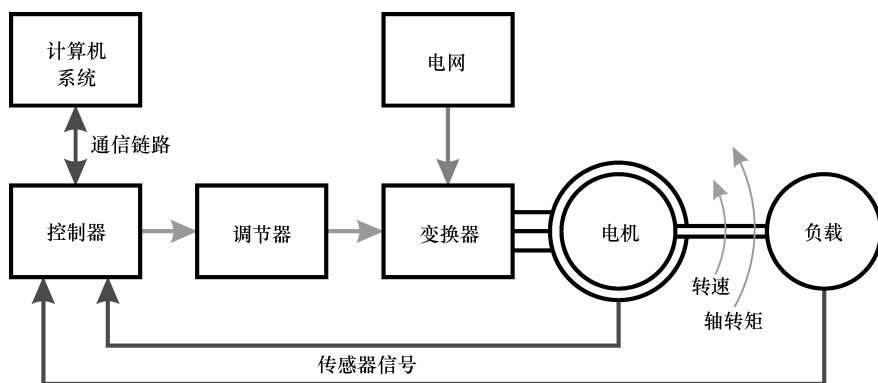 计算机
系统
电网
通信链路
控制器
调节器
变换器
电机
负载
转速
轴转矩
传感器信号